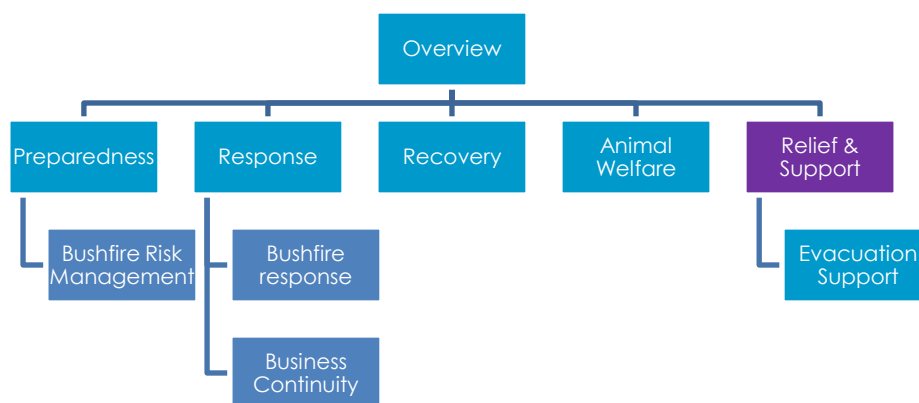 Overview
Preparedness
Response
Recovery
Animal
Welfare
Relief &
Support
Bushfire Risk
Management
Bushfire
response
Evacuation
Support
Business
Continuity